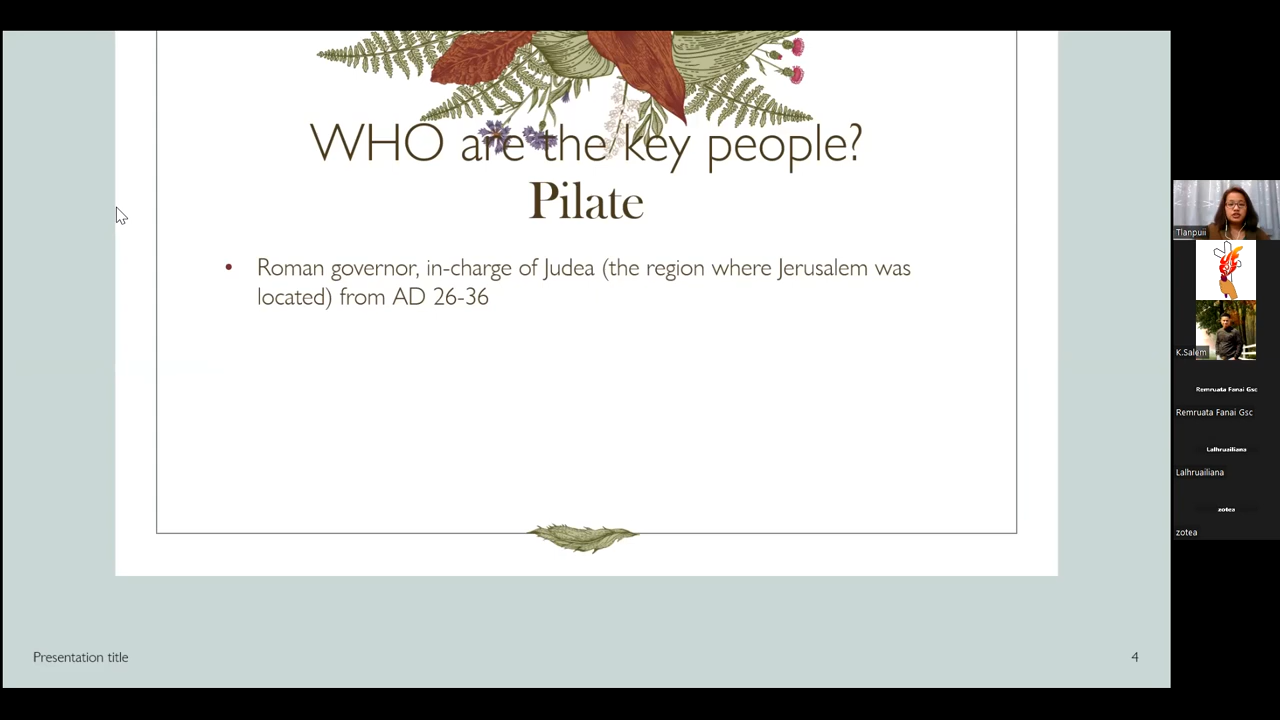 WHO are the key people?
Pilate
• Roman governor, in-charge of Judea (the region where Jerusalem was
located) from AD 26-36
Presentation title
4
Tlanpuii
K.Salem
Remruata Fanai Gsc
Remruata Fanai Gsc
Lalhruailiana
Lalhruailiana
zotea
zotea